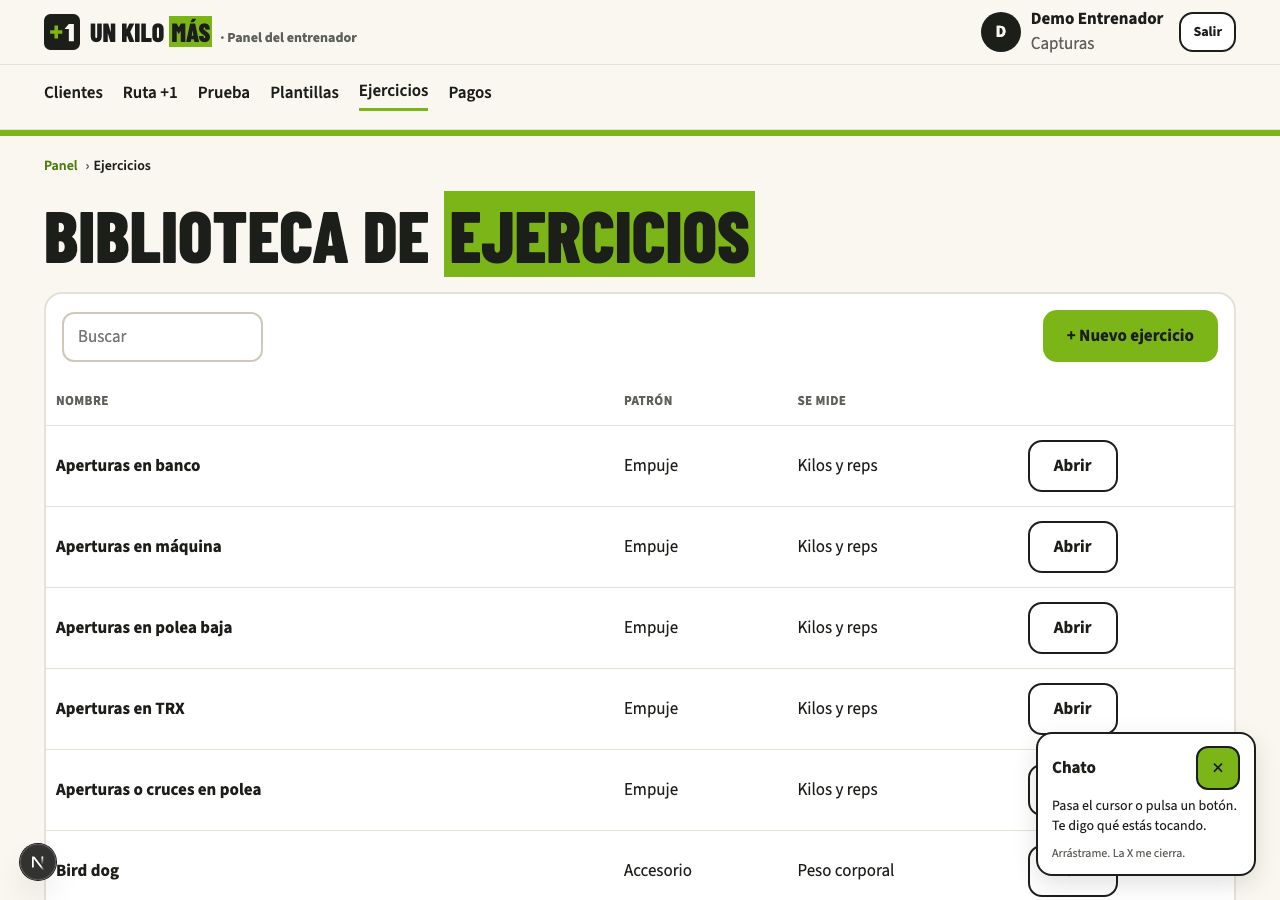 +1 UN KILO MÁS · Panel del entrenador
D Demo Entrenador
Capturas
Salir
Clientes Ruta +1 Prueba Plantillas Ejercicios Pagos
Panel › Ejercicios
BIBLIOTECA DE EJERCICIOS
Buscar
+ Nuevo ejercicio
NOMBRE PATRÓN SE MIDE
Aperturas en banco Empuje Kilos y reps Abrir
Aperturas en máquina Empuje Kilos y reps Abrir
Aperturas en polea baja Empuje Kilos y reps Abrir
Aperturas en TRX Empuje Kilos y reps Abrir
Aperturas o cruces en polea Empuje Kilos y reps
Bird dog Accesorio Peso corporal
Chato ×
Pasa el cursor o pulsa un botón.
Te digo qué estás tocando.
Arrástrame. La X me cierra.
N